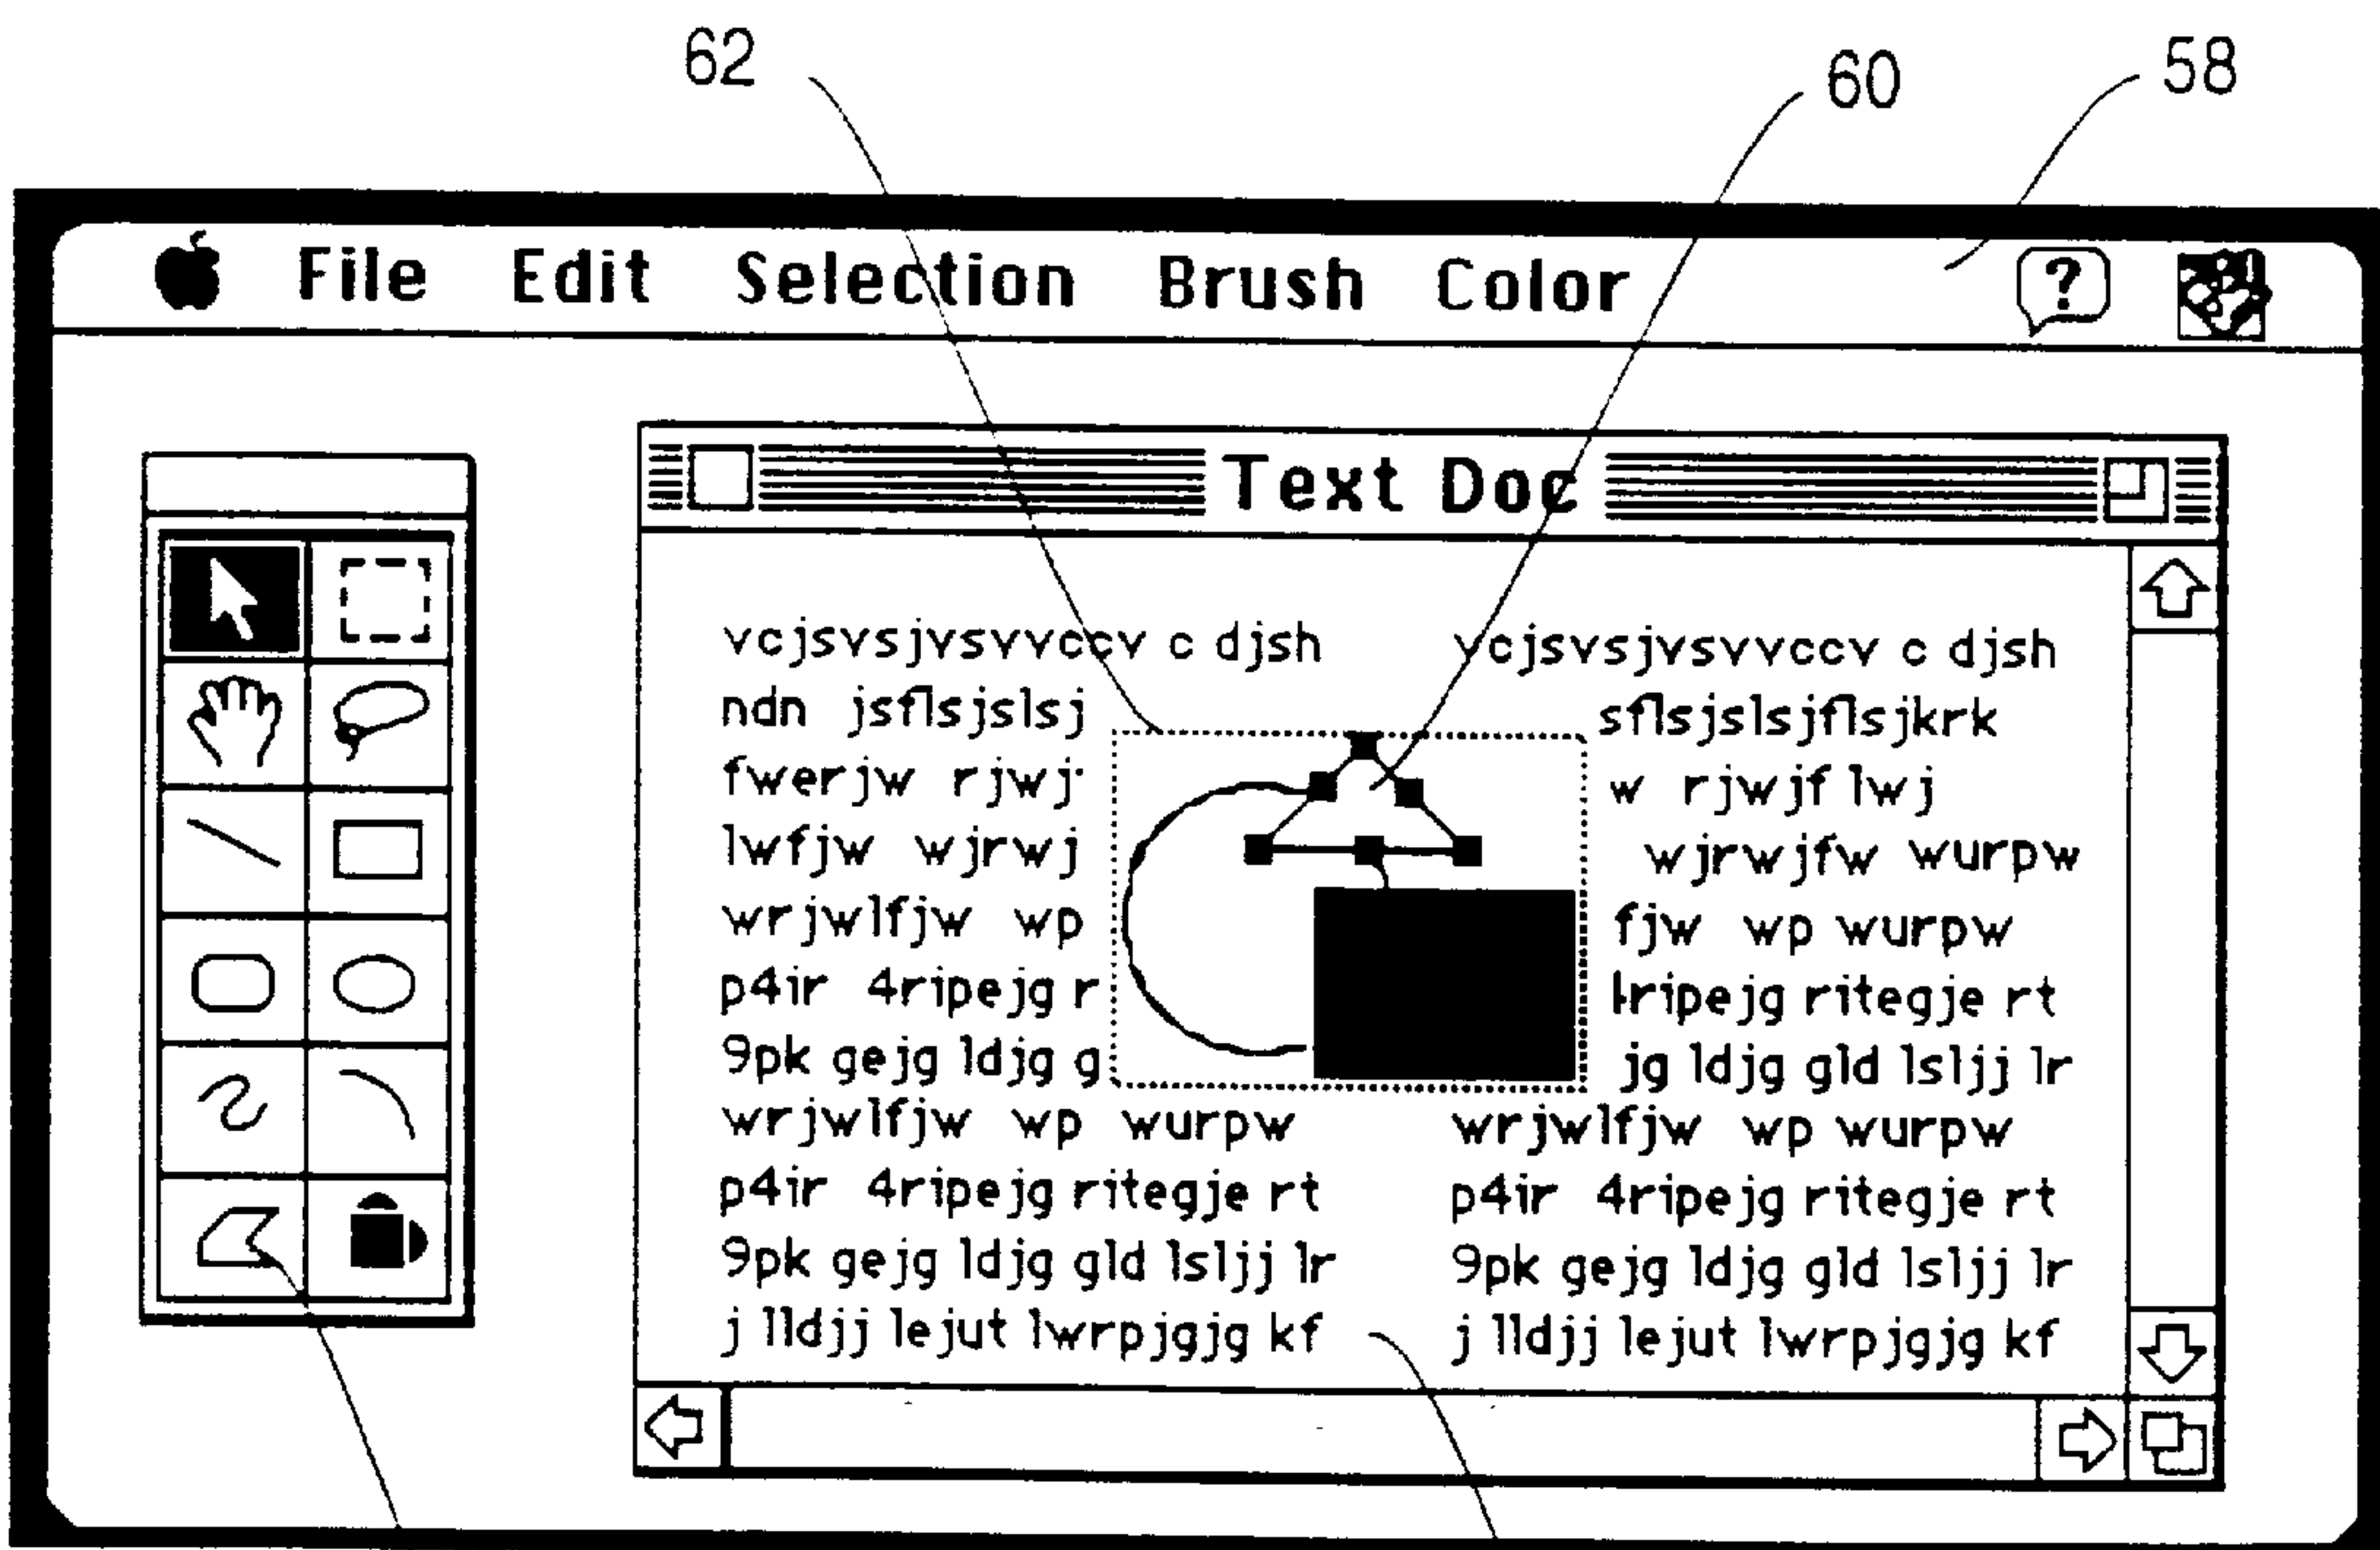 62 60 58
File Edit Selection Brush Color ?
Text Doc
vcjsvsjvsvvccv c djsh
ndn jsflsjslsj
fwerjw rjwj
lwfjw wjrwj
wrjwlfjw wp
p4ir 4ripejg r
9pk gejg ldjg g
wrjwlfjw wp wurpw
p4ir 4ripejg ritegje rt
9pk gejg ldjg gld lsljj lr
j lldjj lejut lwrpjgjg kf
vcjsvsjvsvvccv c djsh
sflsjslsjflsjkrk
w rjwjf lwj
wjrwjfw wurpw
fjw wp wurpw
ripejg ritegje rt
jg ldjg gld lsljj lr
wrjwlfjw wp wurpw
p4ir 4ripejg ritegje rt
9pk gejg ldjg gld lsljj lr
j lldjj lejut lwrpjgjg kf